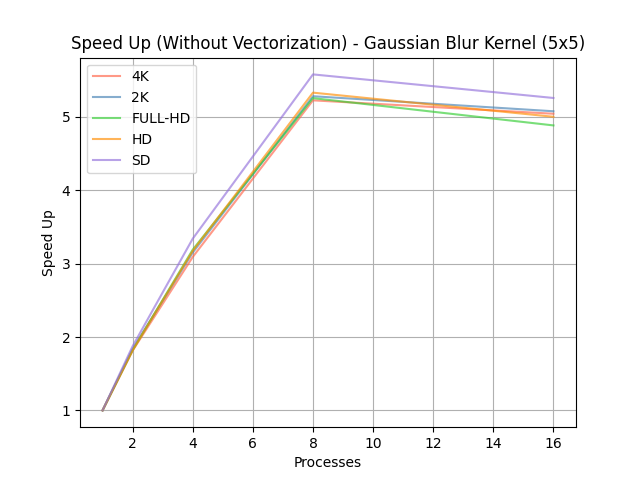 Speed Up (Without Vectorization) - Gaussian Blur Kernel (5x5)
4K
2K
FULL-HD
HD
SD
5
4
3
2
1
Speed Up
2 4 6 8 10 12 14 16
Processes